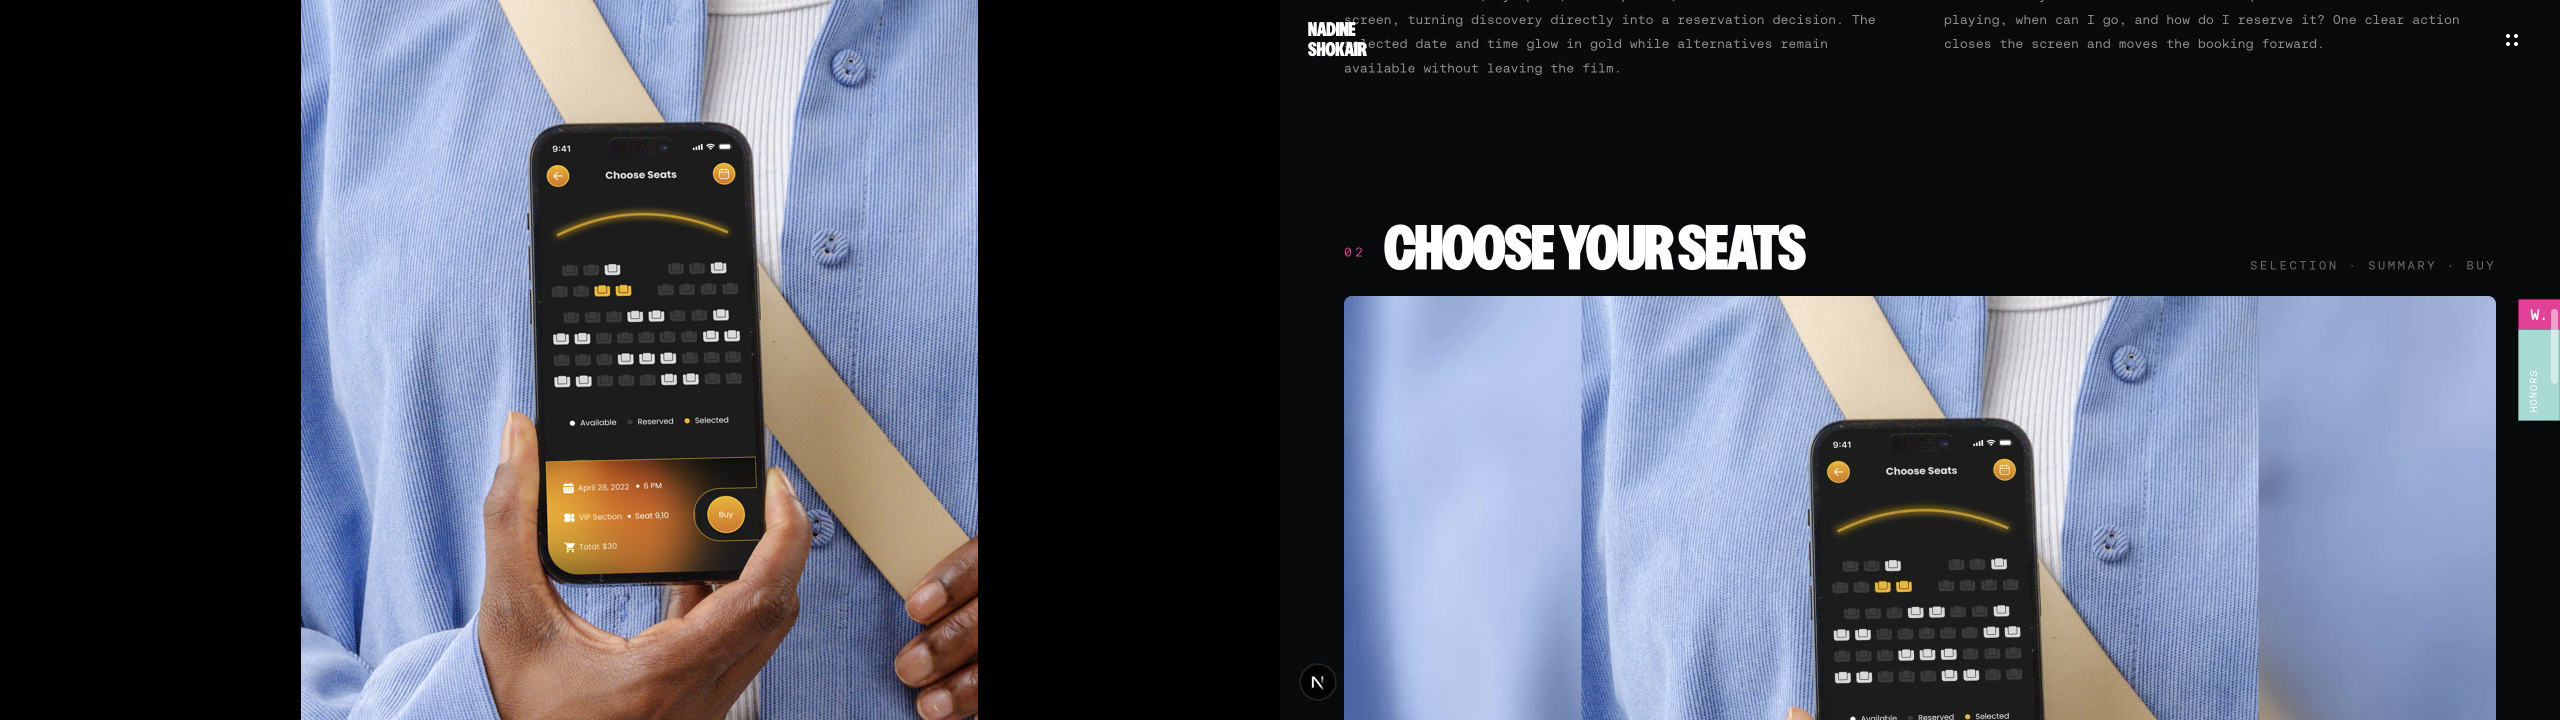 9:41
Choose Seats
Available Reserved Selected
April 28, 2022 • 6 PM
VIP Section • Seat 9,10
Total: $30
Buy
NADINE
SHOKAIR
screen, turning discovery directly into a reservation decision. The
selected date and time glow in gold while alternatives remain
available without leaving the film.
playing, when can I go, and how do I reserve it? One clear action
closes the screen and moves the booking forward.
02 CHOOSE YOUR SEATS
SELECTION · SUMMARY · BUY
W.
HONORS
9:41
Choose Seats
Available Reserved Selected
N